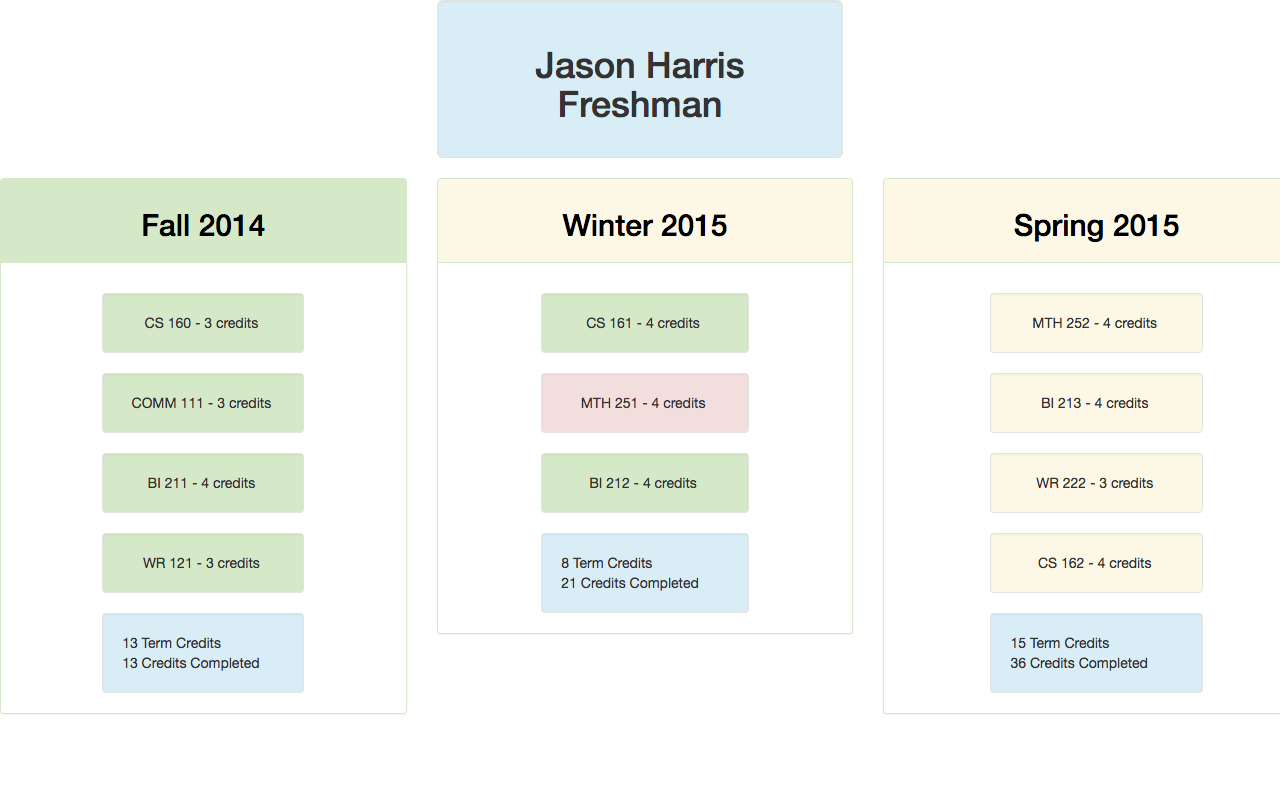 Jason Harris
Freshman
Fall 2014
CS 160 - 3 credits
COMM 111 - 3 credits
BI 211 - 4 credits
WR 121 - 3 credits
13 Term Credits
13 Credits Completed
Winter 2015
CS 161 - 4 credits
MTH 251 - 4 credits
BI 212 - 4 credits
8 Term Credits
21 Credits Completed
Spring 2015
MTH 252 - 4 credits
BI 213 - 4 credits
WR 222 - 3 credits
CS 162 - 4 credits
15 Term Credits
36 Credits Completed